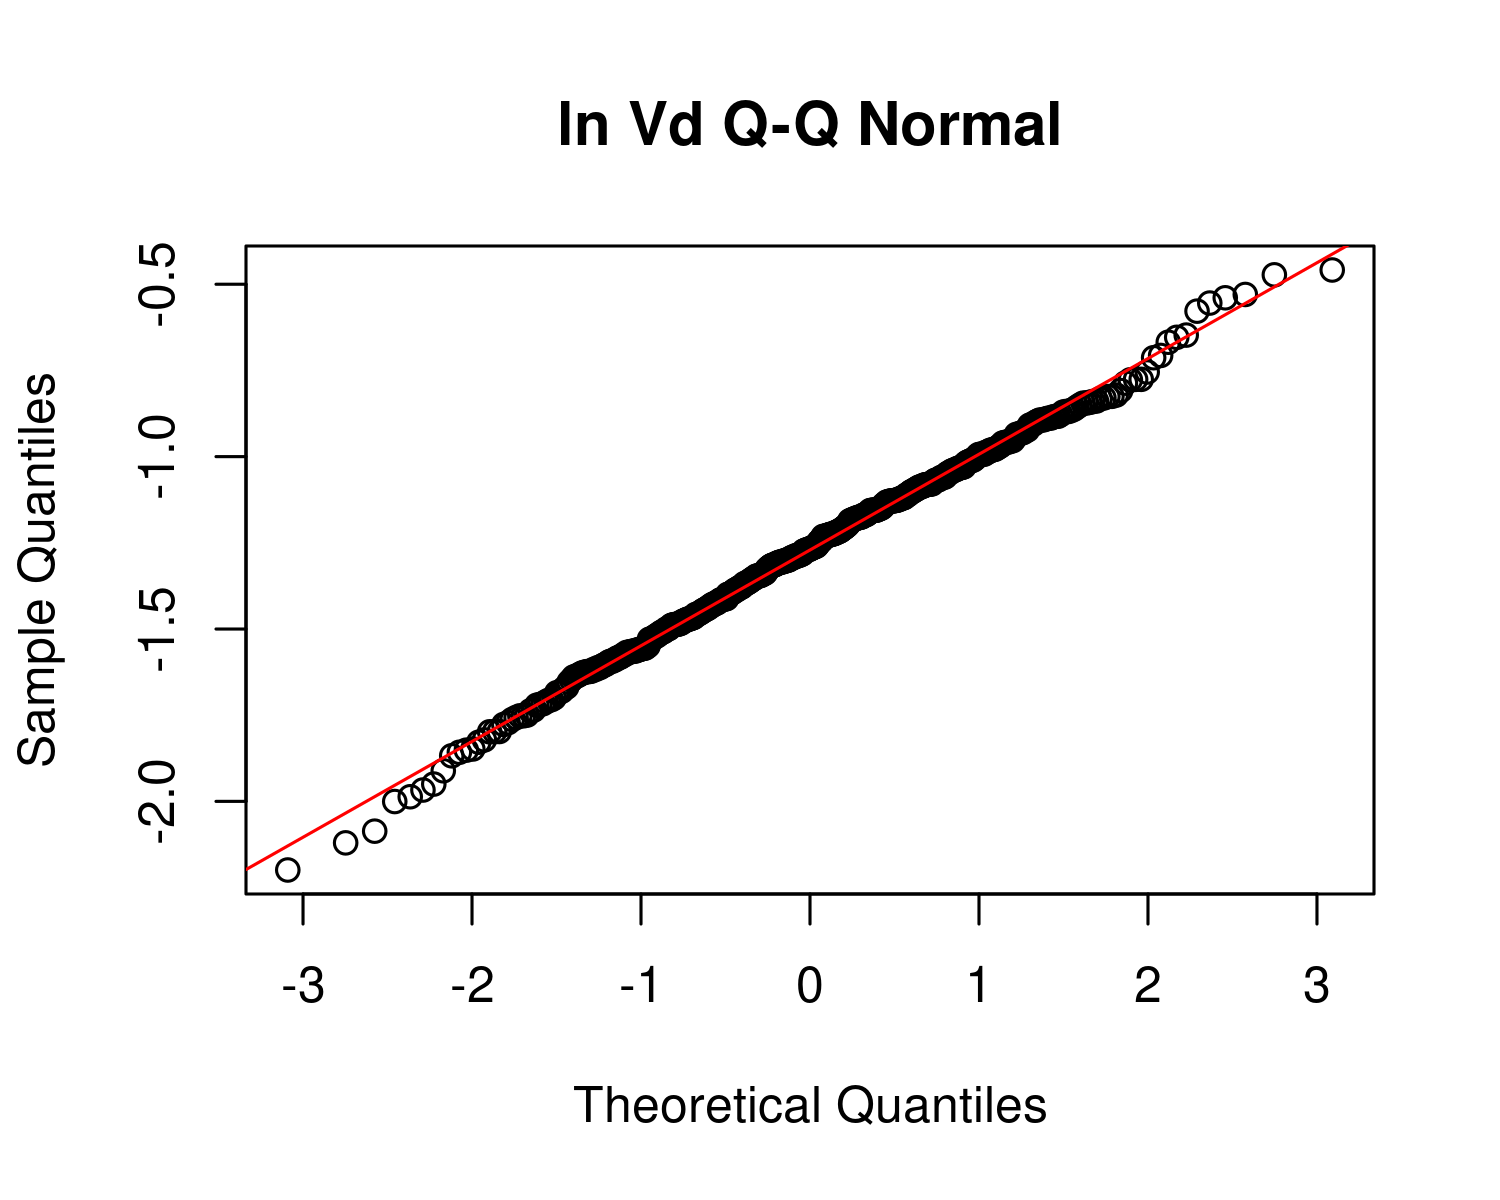 ln Vd Q-Q Normal
Sample Quantiles
-0.5
-1.0
-1.5
-2.0
-3 -2 -1 0 1 2 3
Theoretical Quantiles